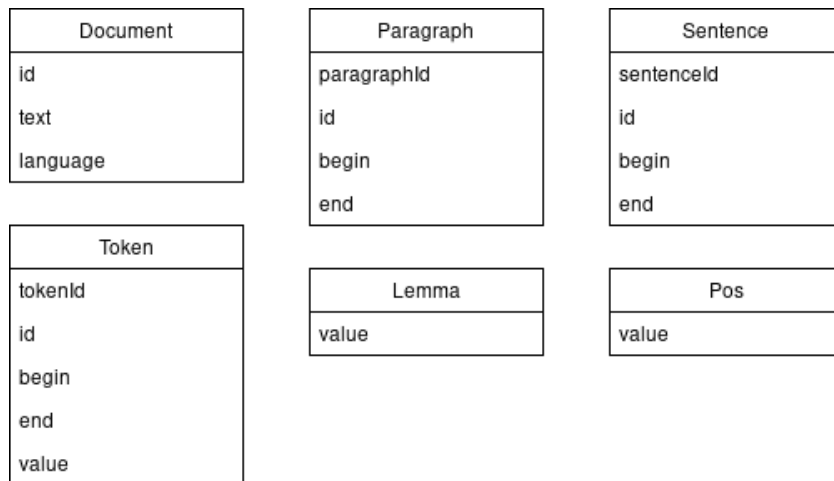 Document
id
text
language
Paragraph
paragraphId
id
begin
end
Sentence
sentenceId
id
begin
end
Token
tokenId
id
begin
end
value
Lemma
value
Pos
value